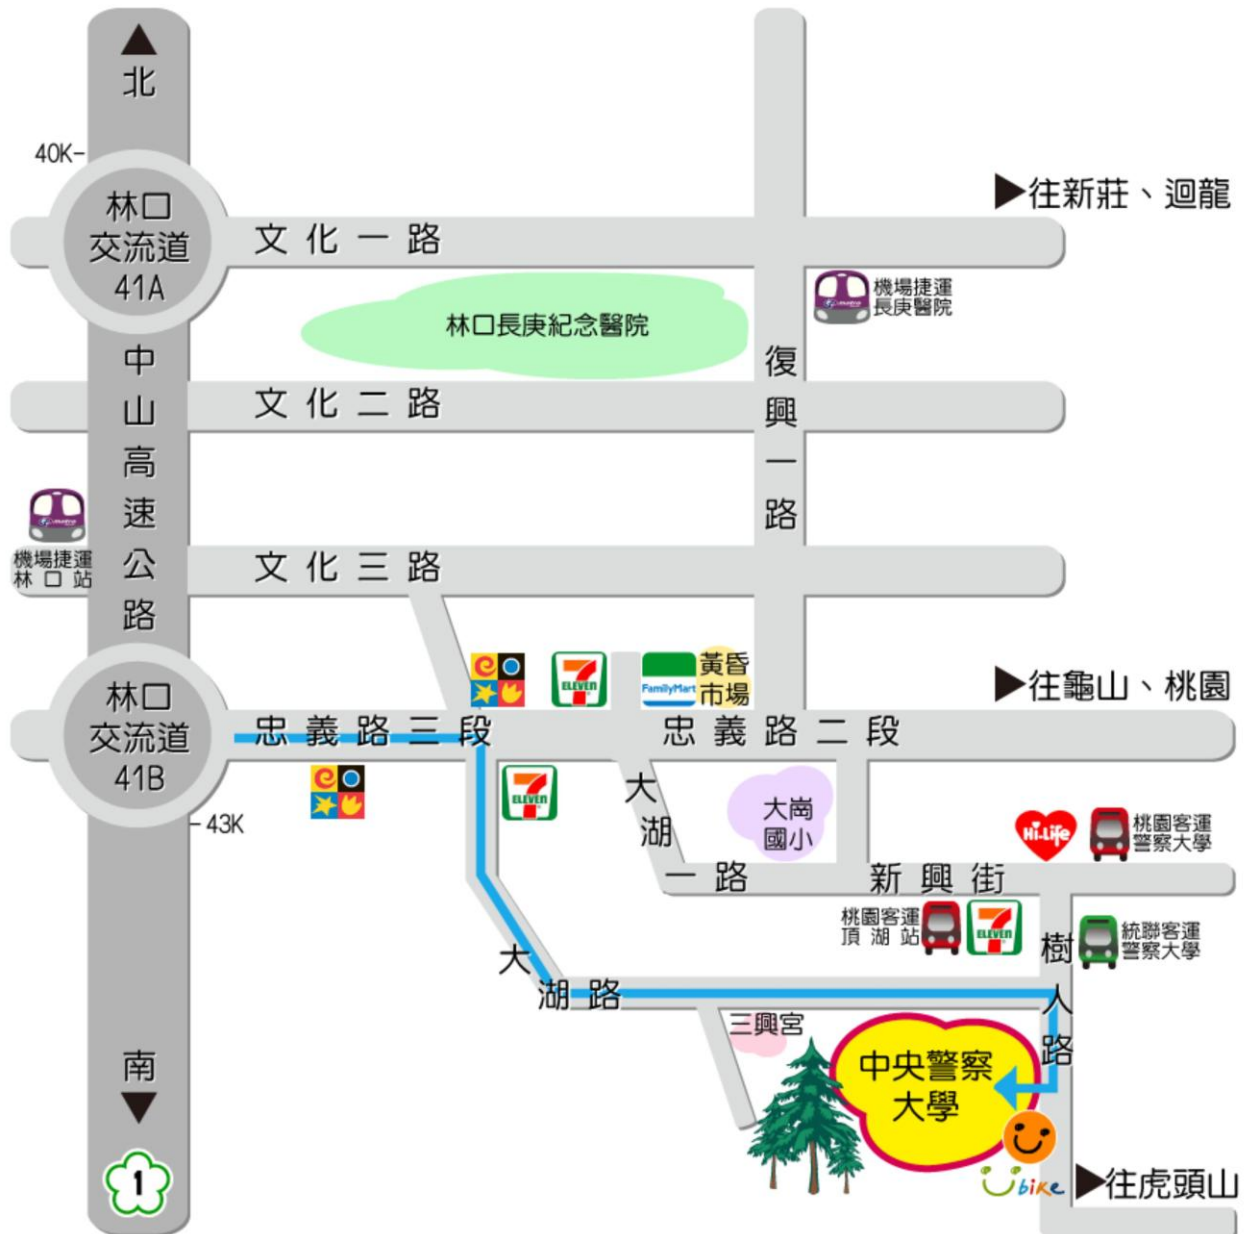 北
40K
林口
交流道
41A
往新莊、迴龍
文化一路
機場捷運
長庚醫院
林口長庚紀念醫院
中山高速公路
復興一路
文化二路
機場捷運
林口站
文化三路
7
ELEVEN
FamilyMart
黃昏
市場
往龜山、桃園
林口
交流道
41B
忠義路三段
忠義路二段
7
ELEVEN
43K
大湖一路
大崗
國小
Hi-Life
桃園客運
警察大學
新興街
桃園客運
頂湖站
7
ELEVEN
統聯客運
警察大學
樹人路
大湖路
三興宮
中央警察
大學
南
1
Ubike
往虎頭山